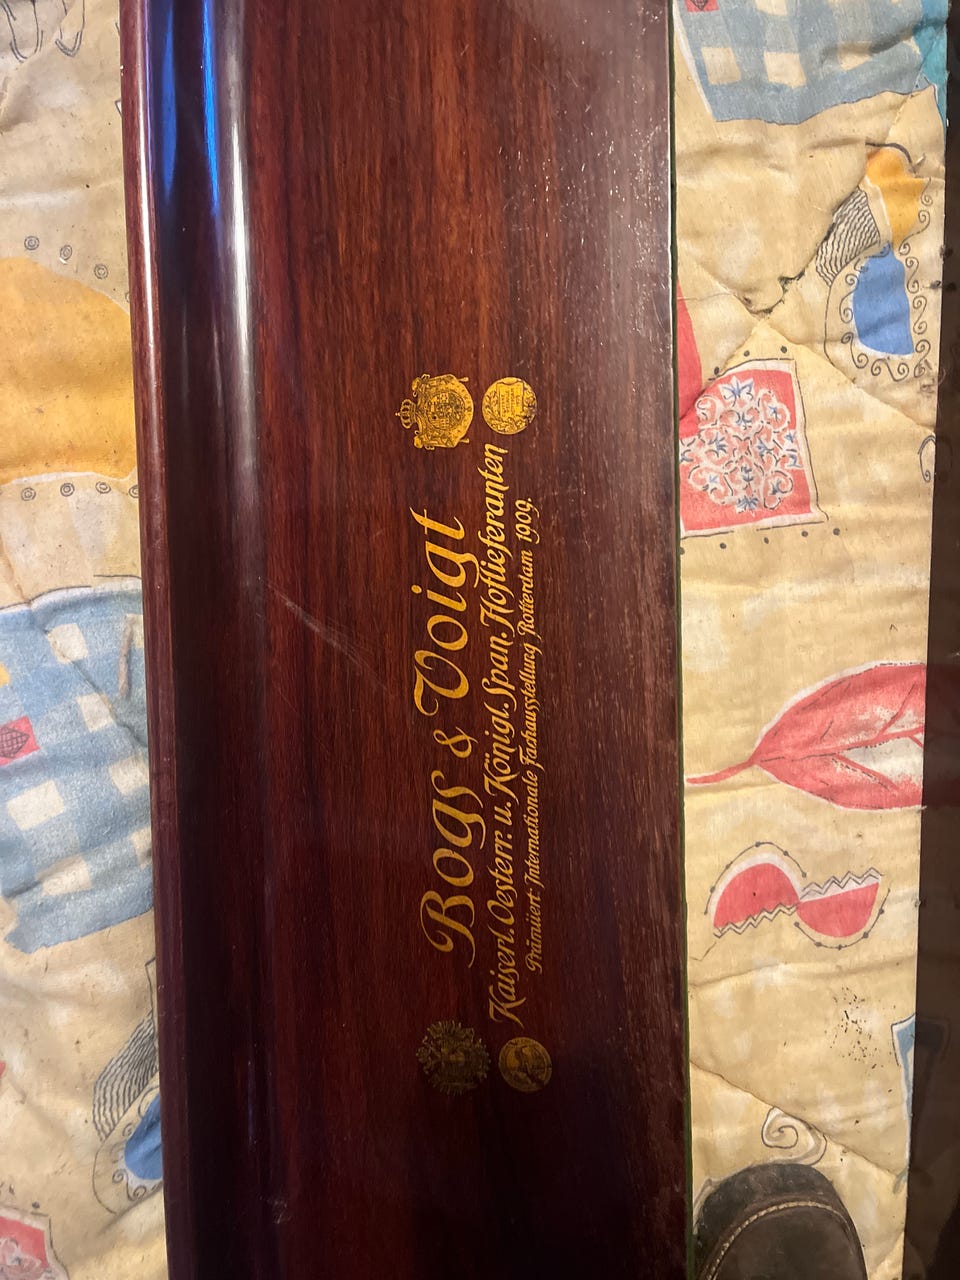 Bogs & Voigt
Kaiserl. Oesterr. u. Königl. Span. Hoflieferanten
Prämiiert Internationale Fachausstellung Rotterdam 1909.